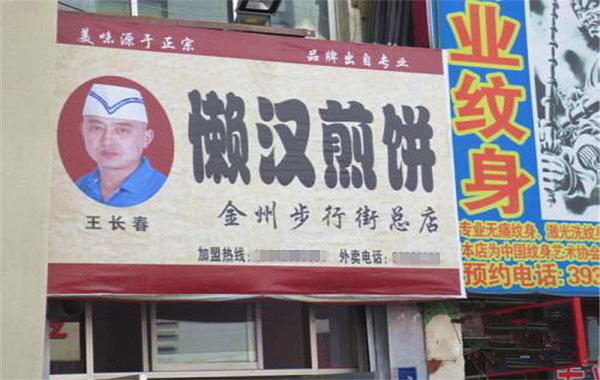 美味源于正宗
品牌出自专业
懒汉煎饼
王长春
金州步行街总店
加盟热线:
外卖电话:
业纹身
专业无痛纹身、激光洗纹身
本店为中国纹身艺术协会
预约电话:393